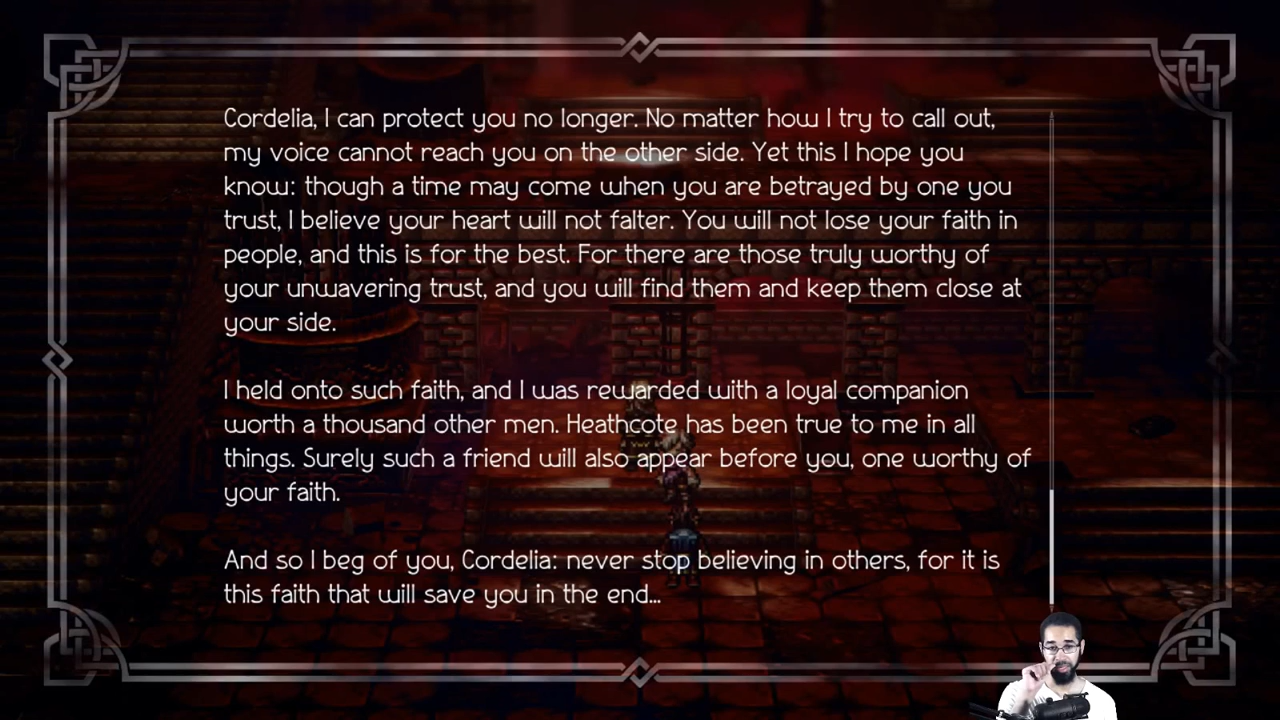 Cordelia, I can protect you no longer. No matter how I try to call out,
my voice cannot reach you on the other side. Yet this I hope you
know: though a time may come when you are betrayed by one you
trust, I believe your heart will not falter. You will not lose your faith in
people, and this is for the best. For there are those truly worthy of
your unwavering trust, and you will find them and keep them close at
your side.
I held onto such faith, and I was rewarded with a loyal companion
worth a thousand other men. Heathcote has been true to me in all
things. Surely such a friend will also appear before you, one worthy of
your faith.
And so I beg of you, Cordelia: never stop believing in others, for it is
this faith that will save you in the end...